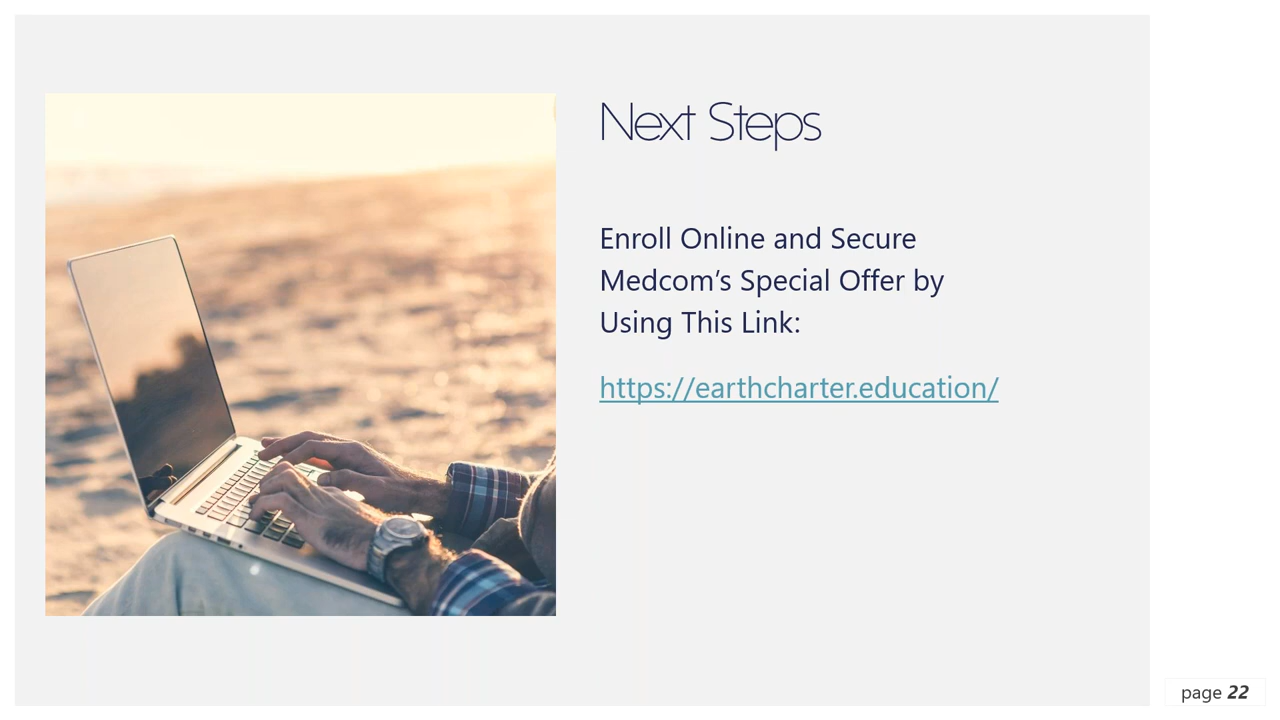 Next Steps
Enroll Online and Secure
Medcom’s Special Offer by
Using This Link:
https://earthcharter.education/
page 22